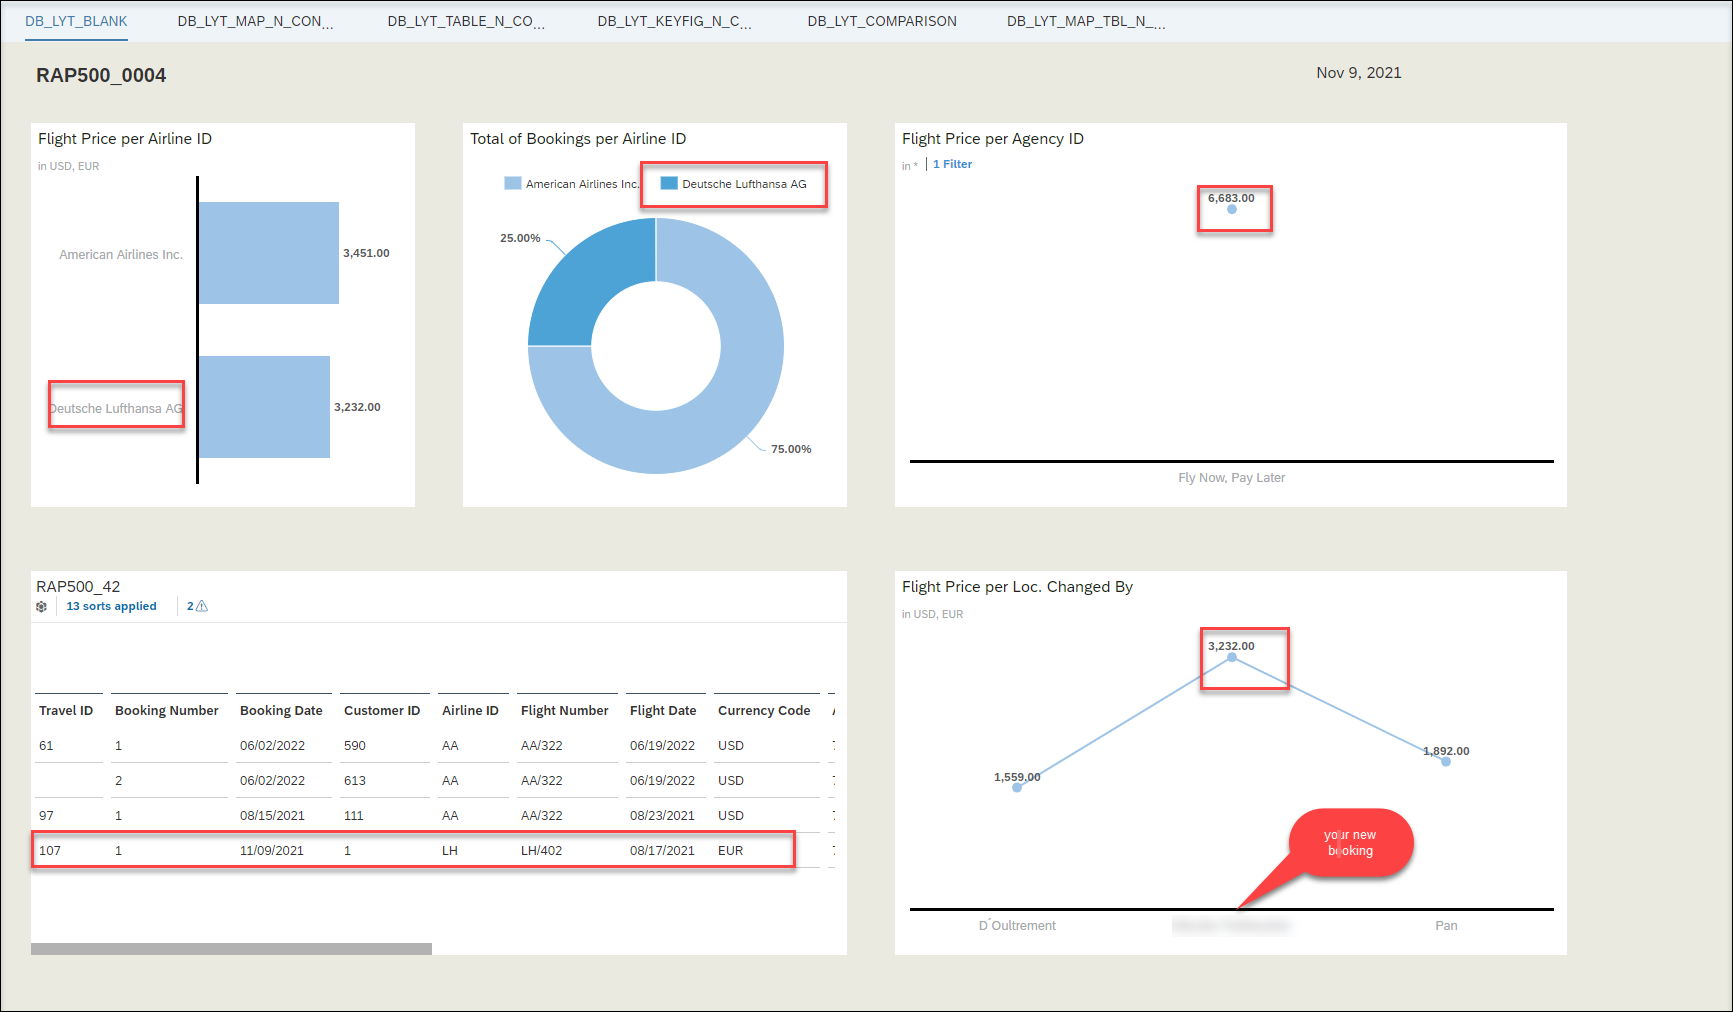 DB_LYT_BLANK DB_LYT_MAP_N_CON... DB_LYT_TABLE_N_CO... DB_LYT_KEYFIG_N_C... DB_LYT_COMPARISON DB_LYT_MAP_TBL_N_...
RAP500_0004 Nov 9, 2021
Flight Price per Airline ID
in USD, EUR
American Airlines Inc.
3,451.00
Deutsche Lufthansa AG
3,232.00
Total of Bookings per Airline ID
American Airlines Inc. Deutsche Lufthansa AG
25.00%
75.00%
Flight Price per Agency ID
in * 1 Filter
6,683.00
Fly Now, Pay Later
RAP500_42
13 sorts applied 2
Travel ID Booking Number Booking Date Customer ID Airline ID Flight Number Flight Date Currency Code
61 1 06/02/2022 590 AA AA/322 06/19/2022 USD
2 06/02/2022 613 AA AA/322 06/19/2022 USD
97 1 08/15/2021 111 AA AA/322 08/23/2021 USD
107 1 11/09/2021 1 LH LH/402 08/17/2021 EUR
Flight Price per Loc. Changed By
in USD, EUR
3,232.00
1,892.00
1,559.00
your new
booking
D´Oultrement Pan